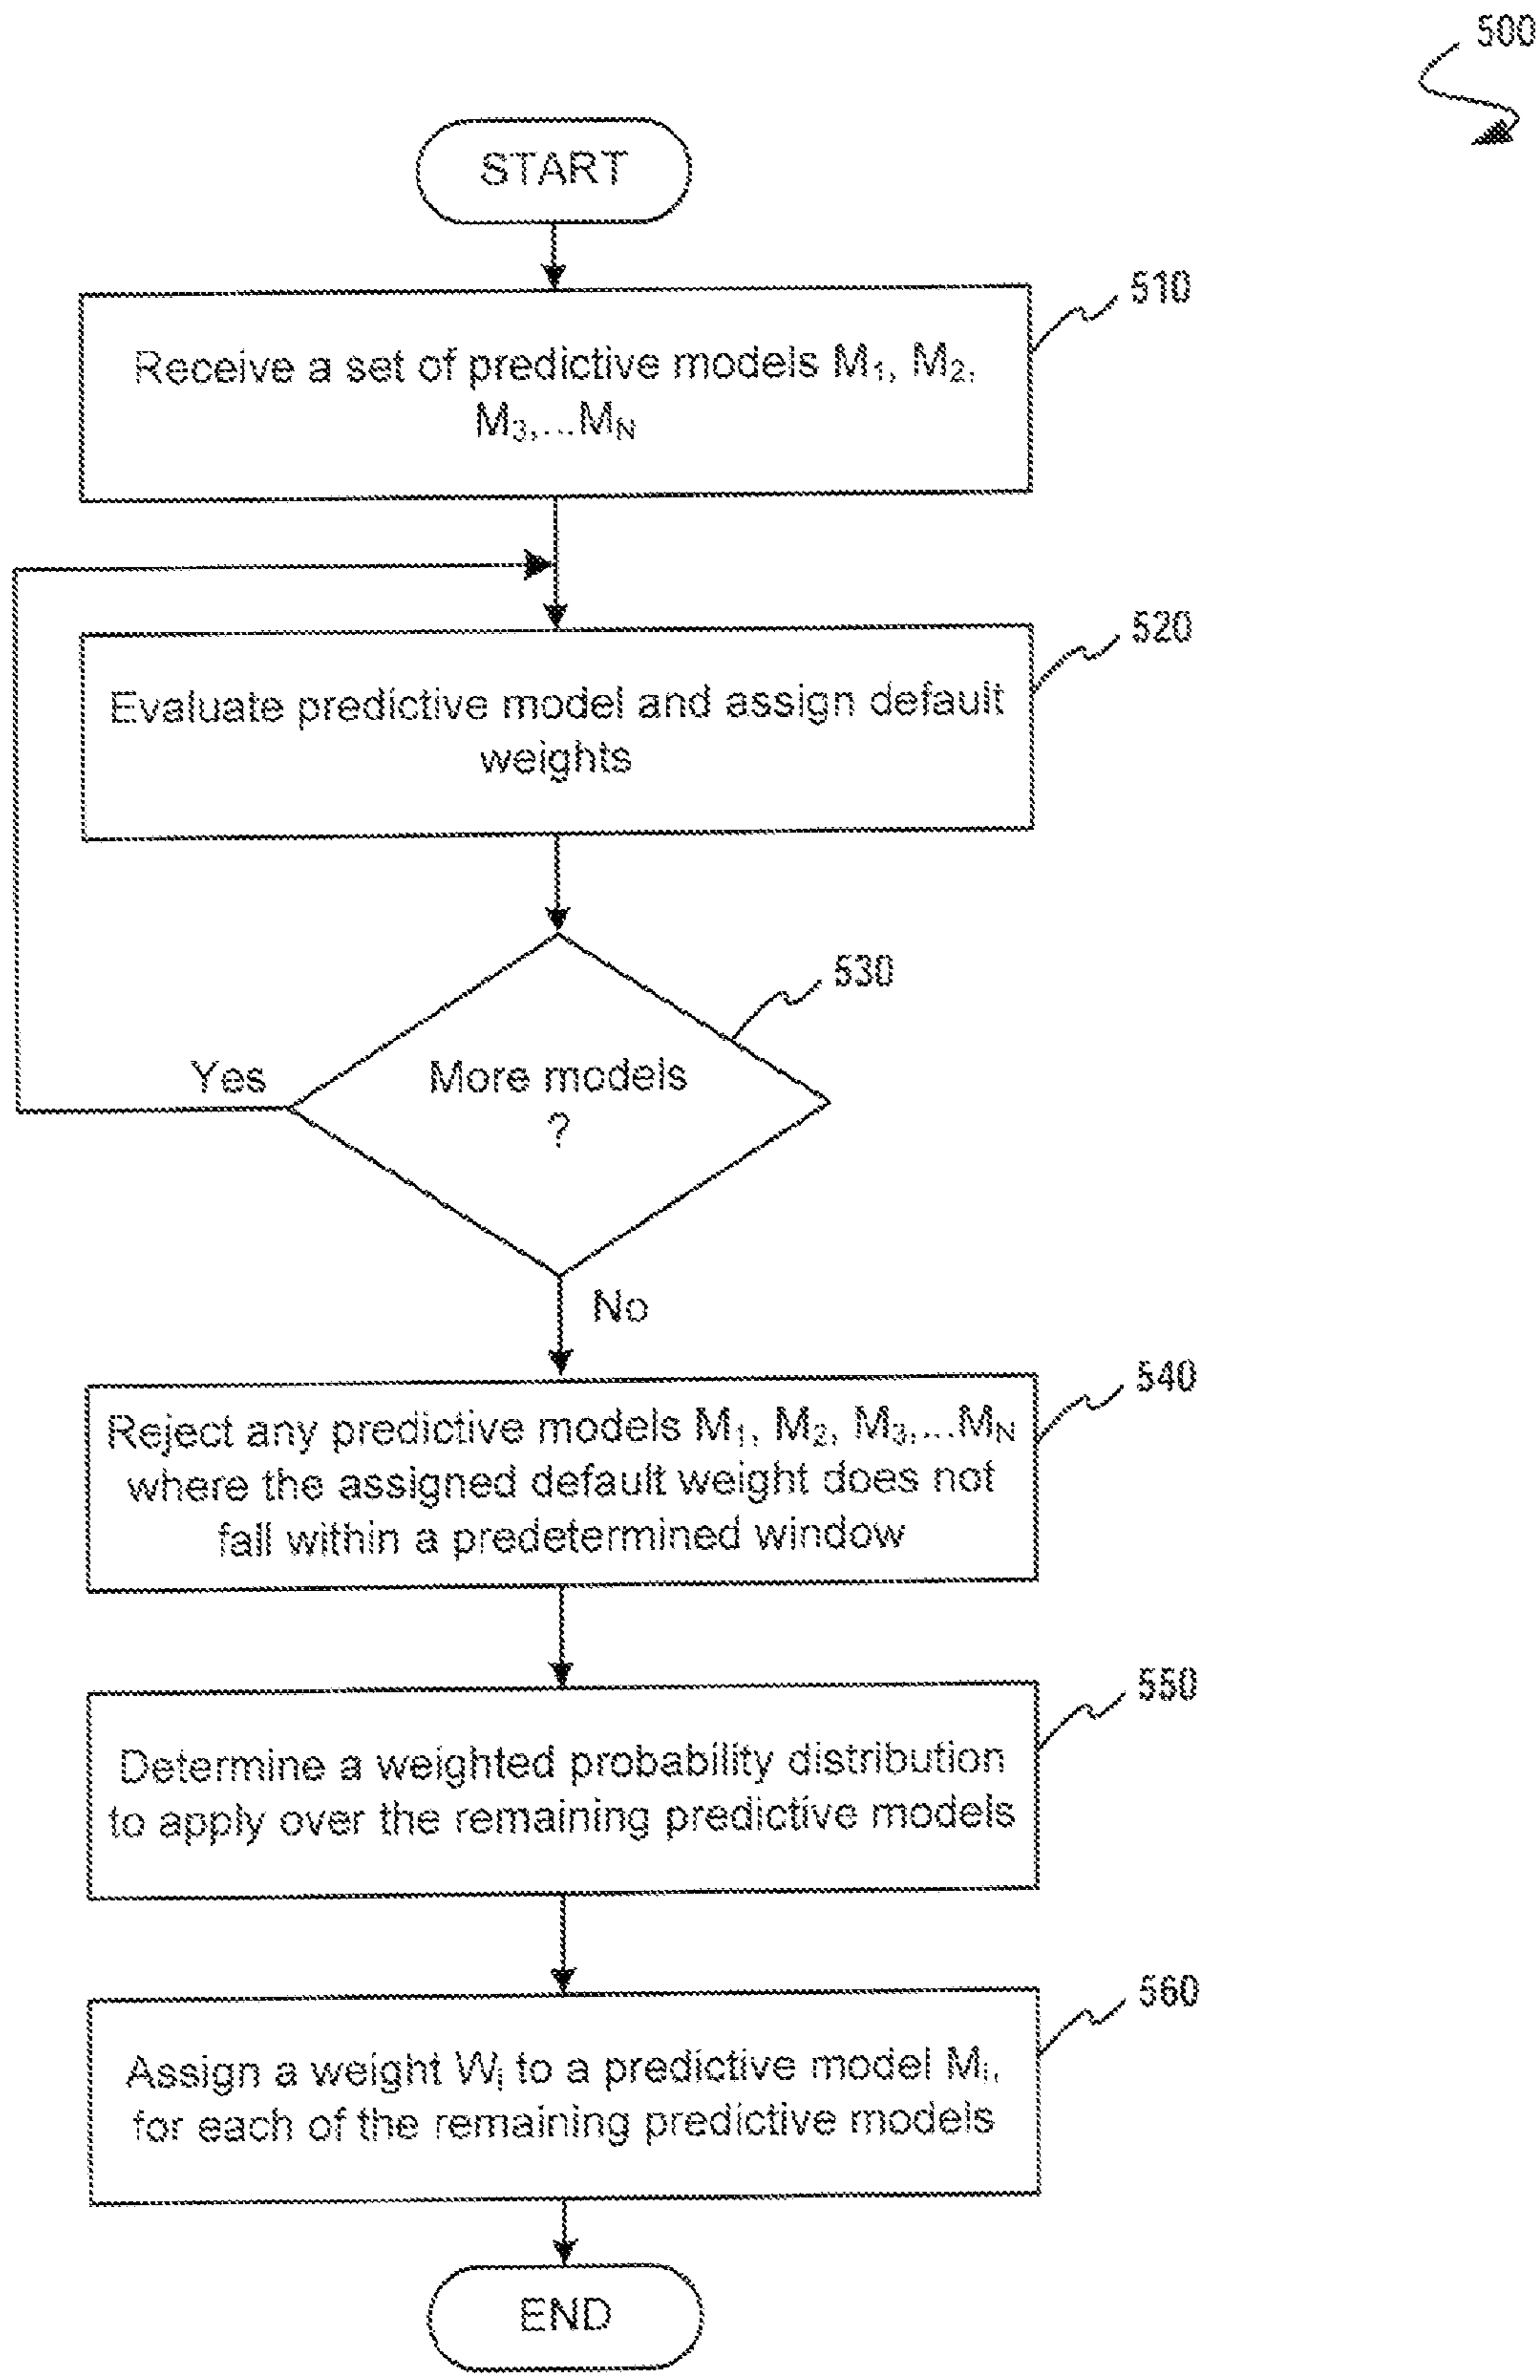 500
START
510
Receive a set of predictive models M₁, M₂,
M₃,...M_N
520
Evaluate predictive model and assign default
weights
530
Yes
More models
?
No
540
Reject any predictive models M₁, M₂, M₃,...M_N
where the assigned default weight does not
fall within a predetermined window
550
Determine a weighted probability distribution
to apply over the remaining predictive models
560
Assign a weight Wᵢ to a predictive model Mᵢ,
for each of the remaining predictive models
END